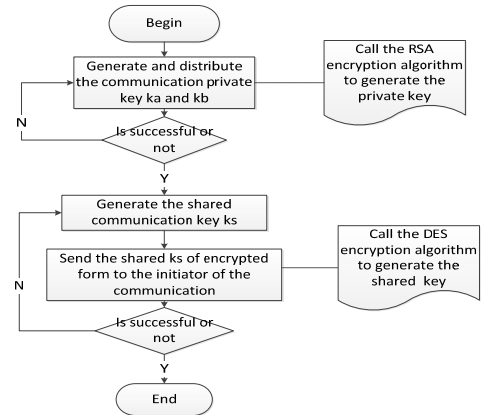 Begin
Generate and distribute
the communication private
key ka and kb
Call the RSA
encryption algorithm
to generate the
private key
N
Is successful or
not
Y
Generate the shared
communication key ks
Send the shared ks of encrypted
form to the initiator of the
communication
Call the DES
encryption algorithm
to generate the
shared key
N
Is successful or
not
Y
End